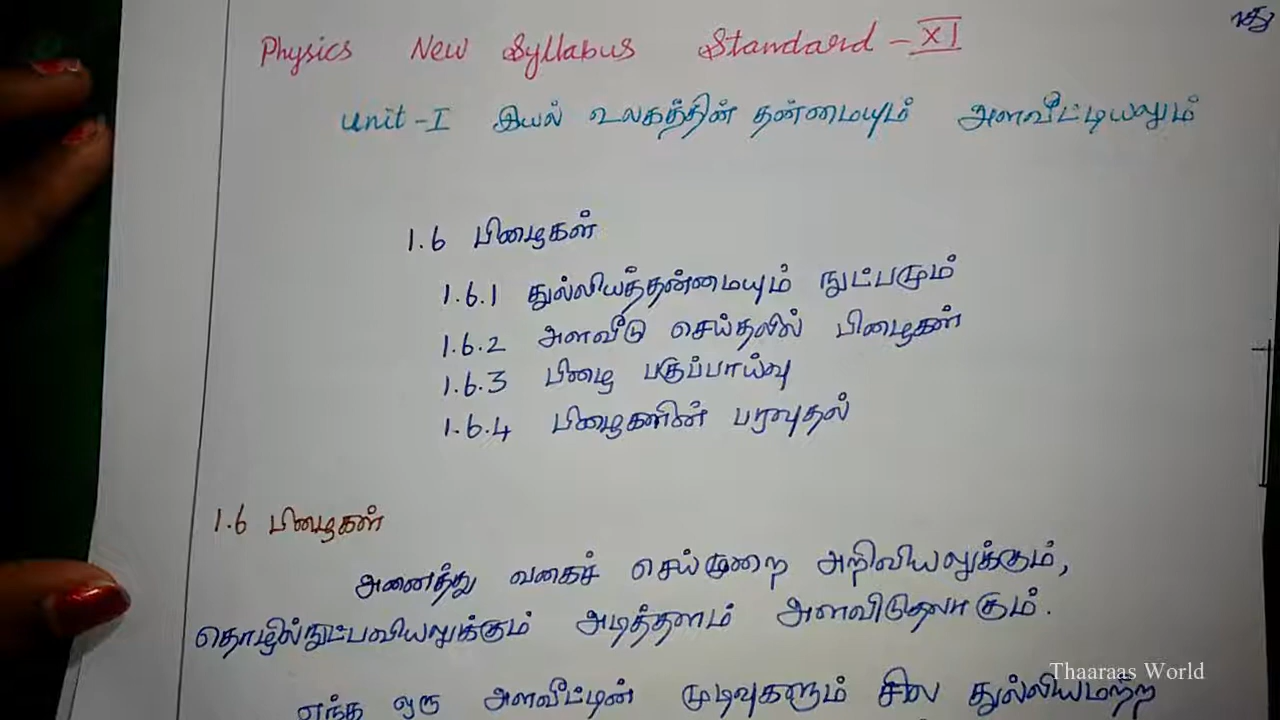 Physics New Syllabus Standard - XI
Unit - I இயல் உலகத்தின் தன்மையும் அளவீட்டியலும்
1.6 பிழைகள்
1.6.1 துல்லியத்தன்மையும் நுட்பமும்
1.6.2 அளவீடு செய்தலில் பிழைகள்
1.6.3 பிழை பகுப்பாய்வு
1.6.4 பிழைகளின் பரவுதல்
1.6 பிழைகள்
அனைத்து வகைச் செய்முறை அறிவியலுக்கும்,
தொழில்நுட்பவியலுக்கும் அடித்தளம் அளவிடுதலாகும்.
எந்த ஒரு அளவீட்டின் முடிவுகளும் சில துல்லியமற்ற
Thaaraas World